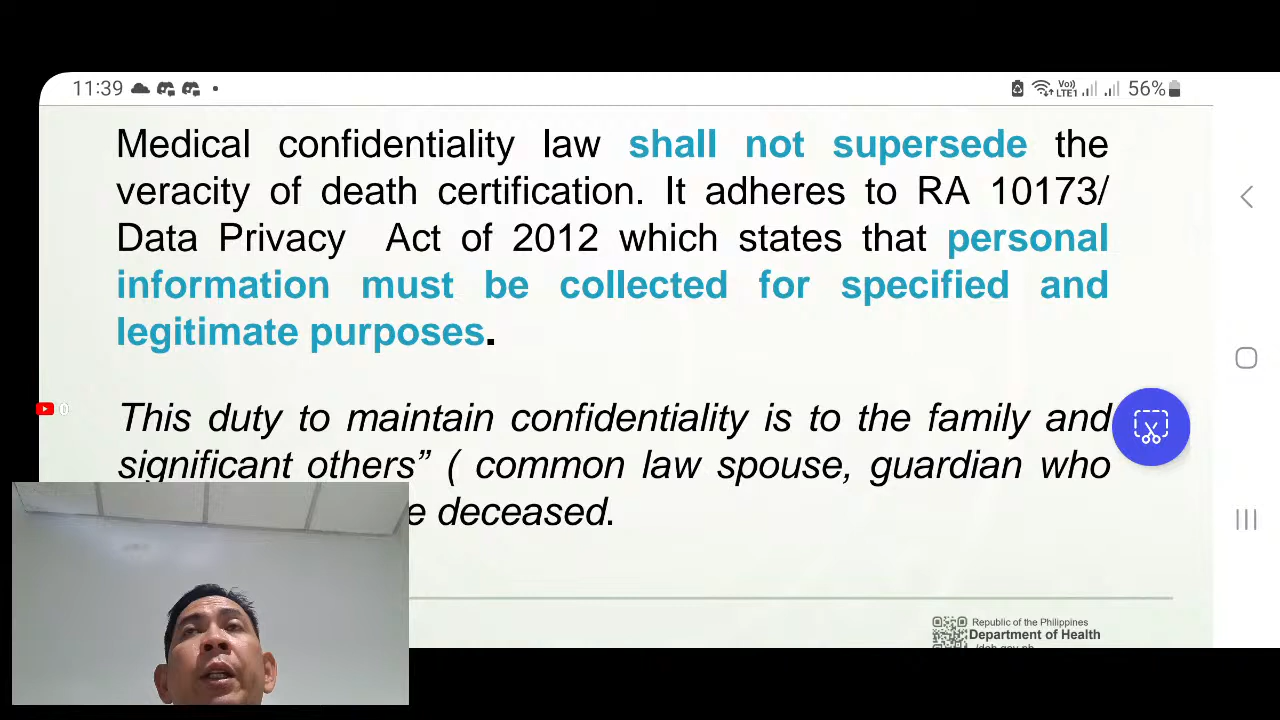 11:39
Vo))
LTE1
56%
Medical confidentiality law shall not supersede the
veracity of death certification. It adheres to RA 10173/
Data Privacy Act of 2012 which states that personal
information must be collected for specified and
legitimate purposes.
0
This duty to maintain confidentiality is to the family and
significant others” ( common law spouse, guardian who
e deceased.
Republic of the Philippines
Department of Health